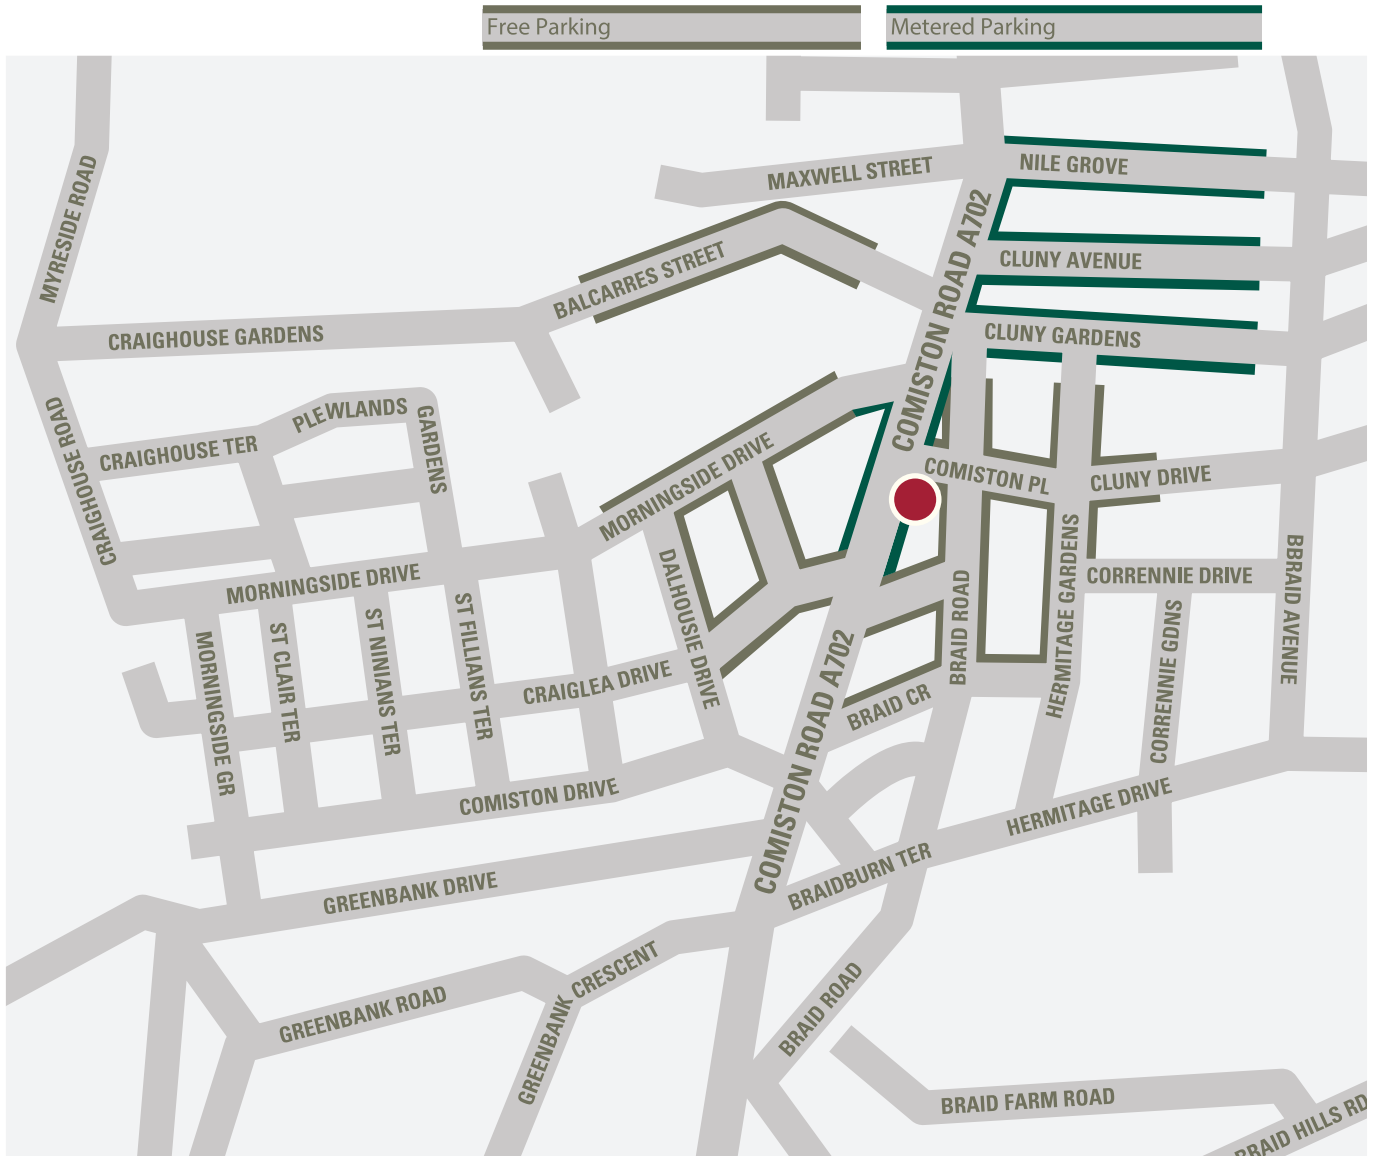 Free Parking
Metered Parking
MYRESIDE ROAD
MAXWELL STREET
NILE GROVE
COMISTON ROAD A702
CLUNY AVENUE
BALCARRES STREET
CRAIGHOUSE GARDENS
CLUNY GARDENS
CRAIGHOUSE ROAD
PLEWLANDS
GARDENS
CRAIGHOUSE TER
MORNINGSIDE DRIVE
COMISTON PL
CLUNY DRIVE
MORNINGSIDE DRIVE
DALHOUSIE DRIVE
BRAID ROAD
HERMITAGE GARDENS
CORRENNIE DRIVE
BBRAID AVENUE
MORNINGSIDE GR
ST CLAIR TER
ST NINIANS TER
ST FILLIANS TER
CRAIGLEA DRIVE
COMISTON ROAD A702
BRAID CR
CORRENNIE GDNS
COMISTON DRIVE
HERMITAGE DRIVE
GREENBANK DRIVE
BRAIDBURN TER
GREENBANK ROAD
GREENBANK
CRESCENT
BRAID ROAD
BRAID FARM ROAD
BRAID HILLS RD